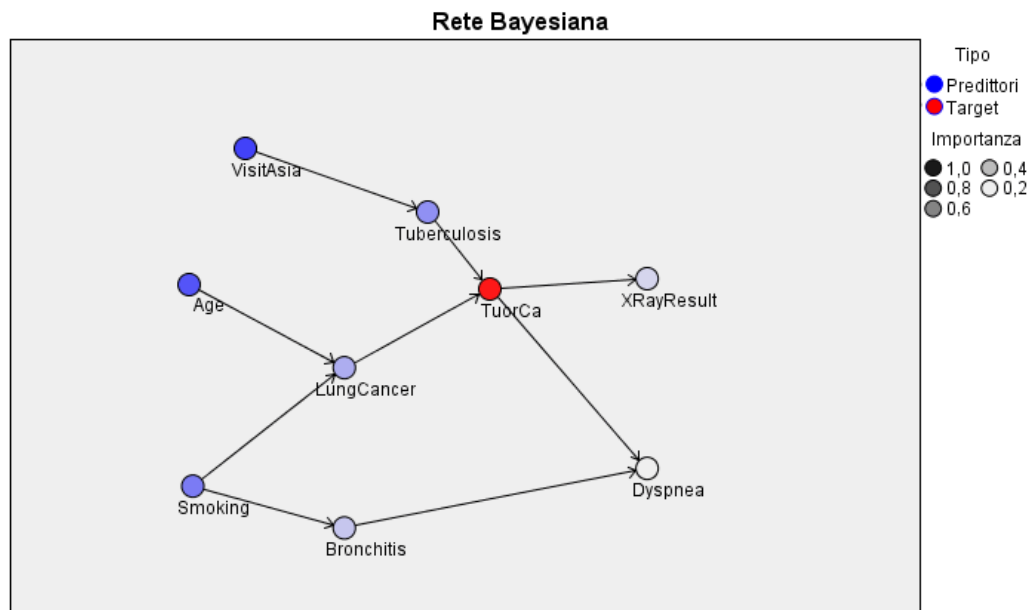 Rete Bayesiana
Tipo
Predittori
Target
Importanza
1,0 0,4
0,8 0,2
0,6
VisitAsia
Tuberculosis
Age
TuorCa
XRayResult
LungCancer
Smoking
Dyspnea
Bronchitis